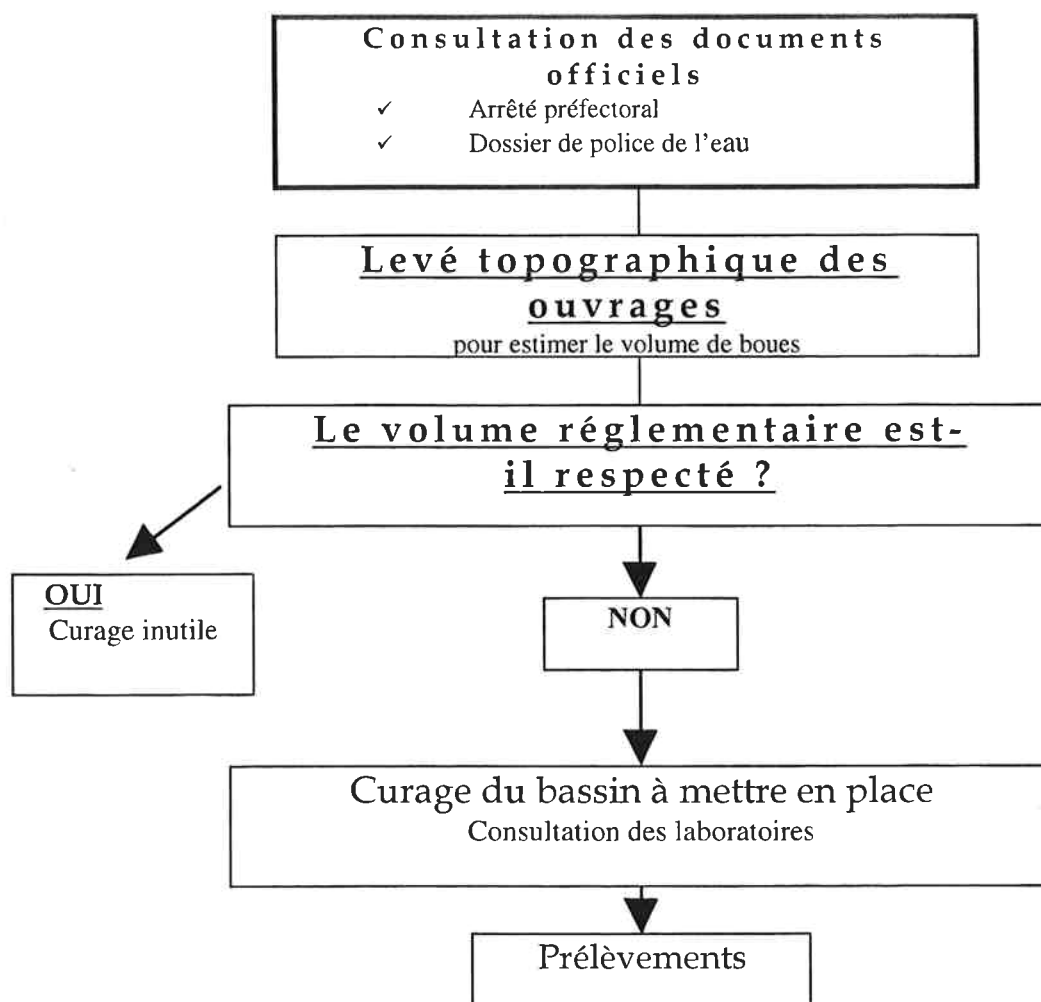 Consultation des documents
officiels
✓ Arrêté préfectoral
✓ Dossier de police de l'eau
Levé topographique des
ouvrages
pour estimer le volume de boues
Le volume réglementaire est-
il respecté ?
OUI
Curage inutile
NON
Curage du bassin à mettre en place
Consultation des laboratoires
Prélèvements